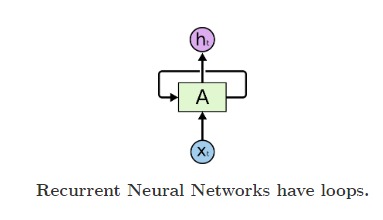 hₜ
A
xₜ
Recurrent Neural Networks have loops.